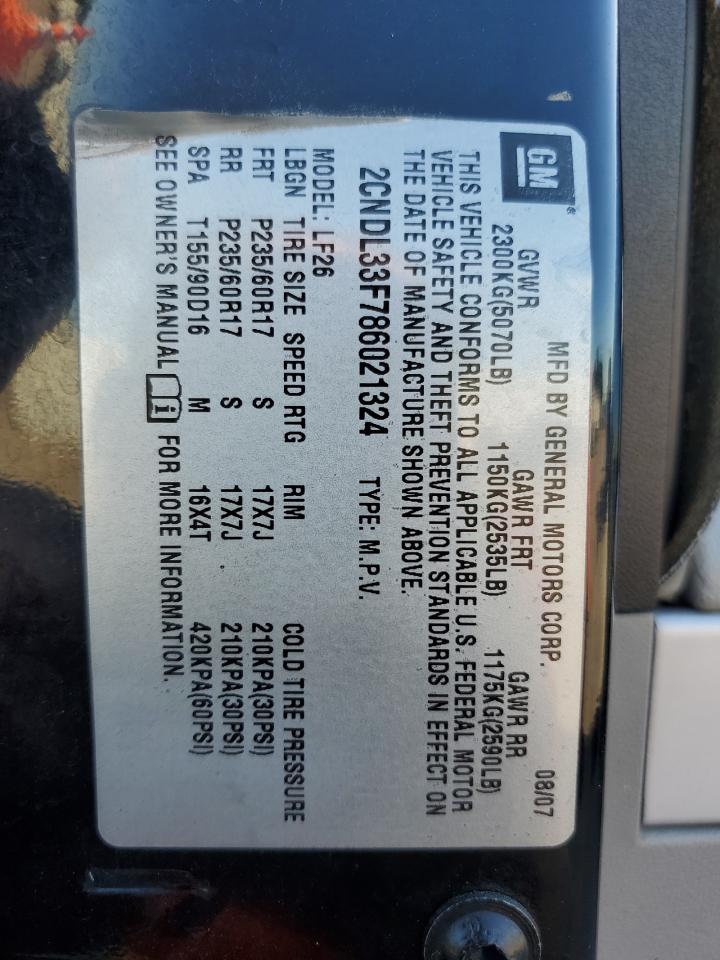 GM
MFD BY GENERAL MOTORS CORP. 08/07
GVWR GAWR FRT GAWR RR
2300KG(5070LB) 1150KG(2535LB) 1175KG(2590LB)
THIS VEHICLE CONFORMS TO ALL APPLICABLE U.S. FEDERAL MOTOR
VEHICLE SAFETY AND THEFT PREVENTION STANDARDS IN EFFECT ON
THE DATE OF MANUFACTURE SHOWN ABOVE.
2CNDL33F786021324 TYPE: M.P.V.
MODEL: LF26
LBGN TIRE SIZE SPEED RTG RIM COLD TIRE PRESSURE
FRT P235/60R17 S 17X7J 210KPA(30PSI)
RR P235/60R17 S 17X7J 210KPA(30PSI)
SPA T155/90D16 M 16X4T 420KPA(60PSI)
SEE OWNER'S MANUAL i FOR MORE INFORMATION.